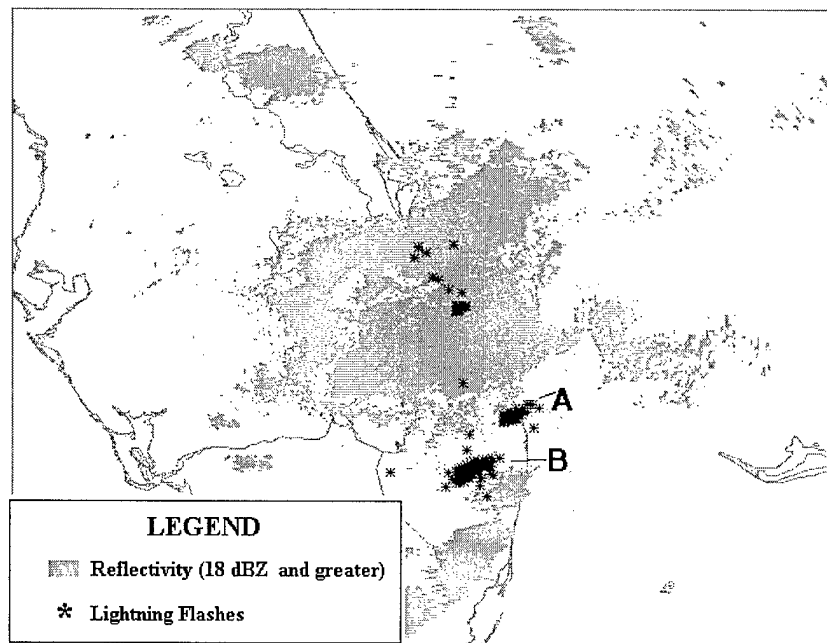 A
B
LEGEND
Reflectivity (18 dBZ and greater)
* Lightning Flashes